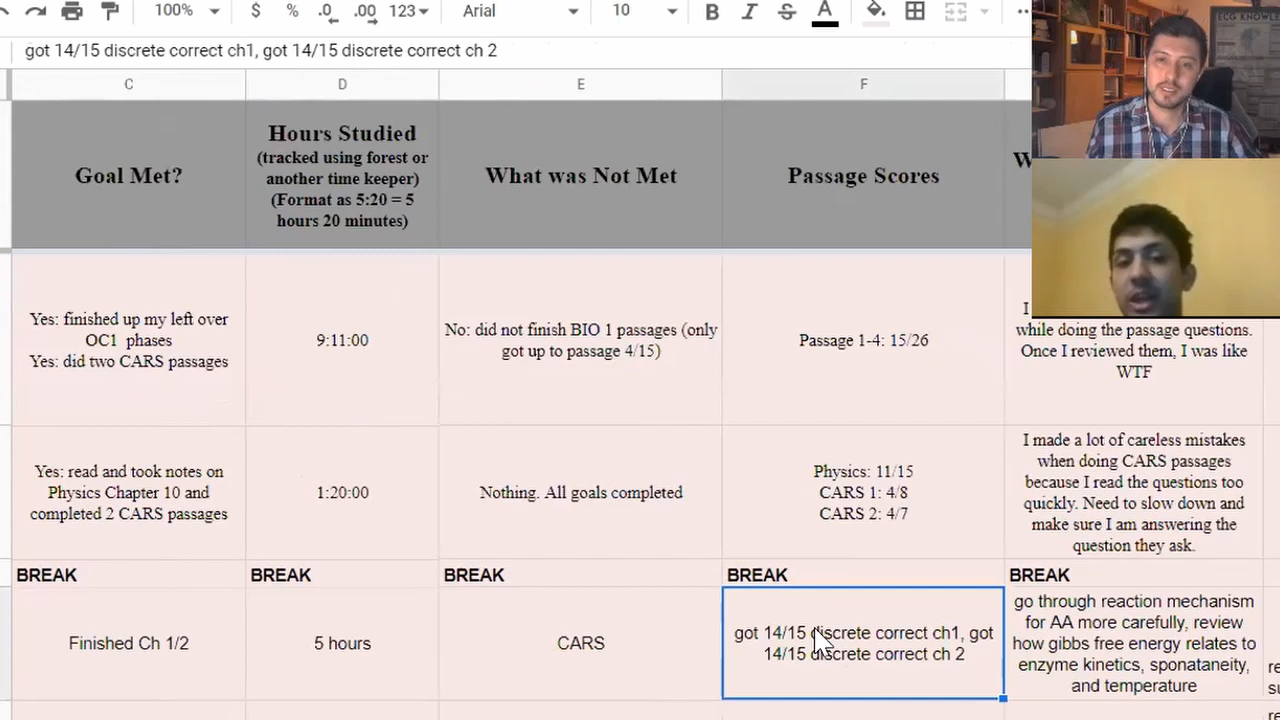 100%
$ % .0 .00 123
Arial
10
B I S A
got 14/15 discrete correct ch1, got 14/15 discrete correct ch 2
C D E F
Goal Met?
Hours Studied
(tracked using forest or
another time keeper)
(Format as 5:20 = 5
hours 20 minutes)
What was Not Met
Passage Scores
W
Yes: finished up my left over
OC1 phases
Yes: did two CARS passages
9:11:00
No: did not finish BIO 1 passages (only
got up to passage 4/15)
Passage 1-4: 15/26
I
while doing the passage questions.
Once I reviewed them, I was like
WTF
Yes: read and took notes on
Physics Chapter 10 and
completed 2 CARS passages
1:20:00
Nothing. All goals completed
Physics: 11/15
CARS 1: 4/8
CARS 2: 4/7
I made a lot of careless mistakes
when doing CARS passages
because I read the questions too
quickly. Need to slow down and
make sure I am answering the
question they ask.
BREAK BREAK BREAK BREAK BREAK
Finished Ch 1/2
5 hours
CARS
got 14/15 discrete correct ch1, got
14/15 discrete correct ch 2
go through reaction mechanism
for AA more carefully, review
how gibbs free energy relates to
enzyme kinetics, sponataneity,
and temperature
ECG KNOWLE